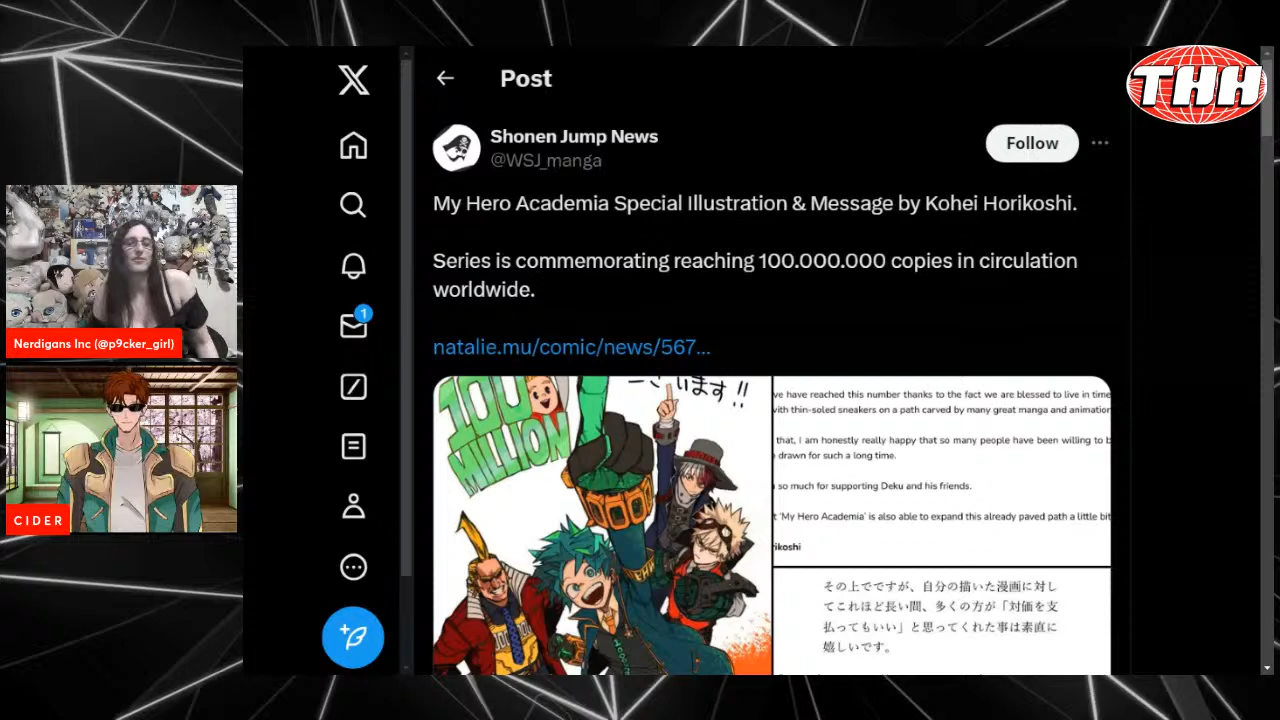 THH
Post
Shonen Jump News
@WSJ_manga
Follow
My Hero Academia Special Illustration & Message by Kohei Horikoshi.
Series is commemorating reaching 100.000.000 copies in circulation
worldwide.
natalie.mu/comic/news/567...
1
Nerdigans Inc (@p9cker_girl)
CIDER
ございます!!
100
MILLION
ve have reached this number thanks to the fact we are blessed to live in time
with thin-soled sneakers on a path carved by many great manga and animation
that, I am honestly really happy that so many people have been willing to b
drawn for such a long time.
so much for supporting Deku and his friends.
t 'My Hero Academia' is also able to expand this already paved path a little bit
rikoshi
その上でですが、自分の描いた漫画に対し
てこれほど長い間、多くの方が「対価を支
払ってもいい」と思ってくれた事は素直に
嬉しいです。